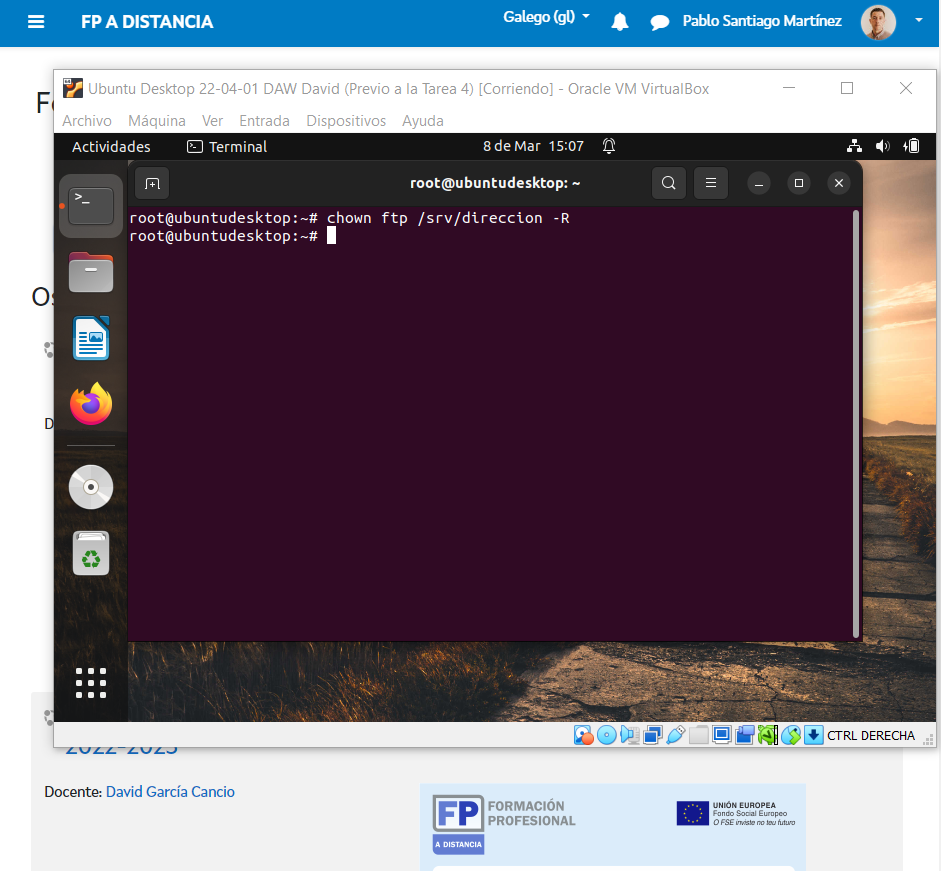 FP A DISTANCIA
Galego (gl)
Pablo Santiago Martínez
Ubuntu Desktop 22-04-01 DAW David (Previo a la Tarea 4) [Corriendo] - Oracle VM VirtualBox
Archivo Máquina Ver Entrada Dispositivos Ayuda
Actividades Terminal 8 de Mar 15:07
root@ubuntudesktop: ~
root@ubuntudesktop:~# chown ftp /srv/direccion -R
root@ubuntudesktop:~#
Os
D
CTRL DERECHA
2022-2023
Docente: David García Cancio
FP
A DISTANCIA
FORMACIÓN
PROFESIONAL
UNIÓN EUROPEA
Fondo Social Europeo
O FSE inviste no teu futuro